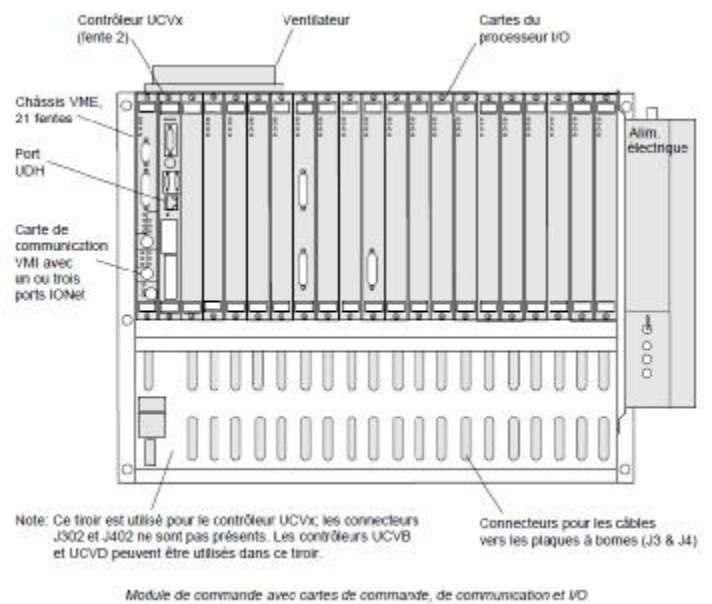 Contrôleur UCVx
(fente 2)
Ventilateur
Cartes du
processeur I/O
Châssis VME,
21 fentes
Alim.
électrique
Port
UDH
Carte de
communication
VMI avec
un ou trois
ports IONet
Note: Ce tiroir est utilisé pour le contrôleur UCVx; les connecteurs
J302 et J402 ne sont pas présents. Les contrôleurs UCVB
et UCVD peuvent être utilisés dans ce tiroir.
Connecteurs pour les câbles
vers les plaques à bornes (J3 & J4)
Module de commande avec cartes de commande, de communication et I/O